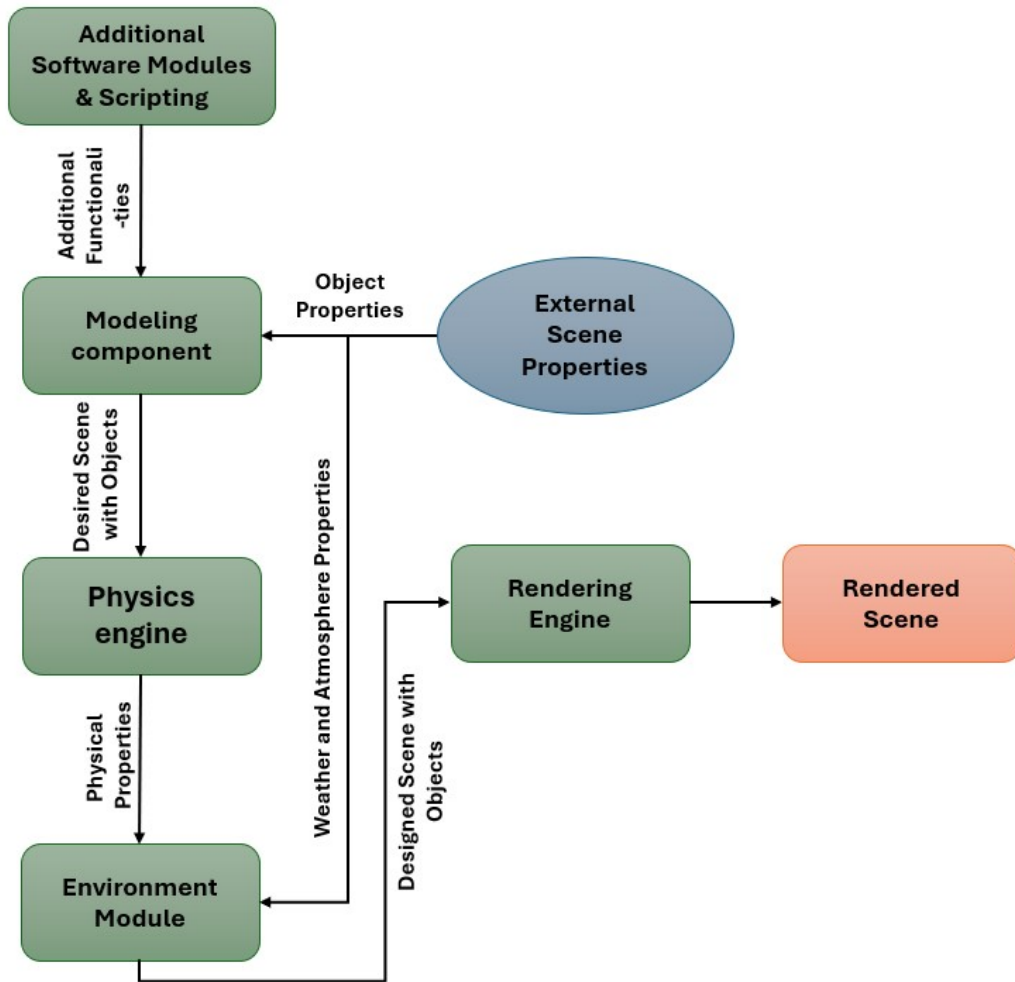 Additional
Software Modules
& Scripting
Additional
Functionali
-ties
Object
Properties
External
Scene
Properties
Modeling
component
Desired Scene
with Objects
Weather and Atmosphere Properties
Physics
engine
Rendering
Engine
Rendered
Scene
Physical
Properties
Designed Scene with
Objects
Environment
Module